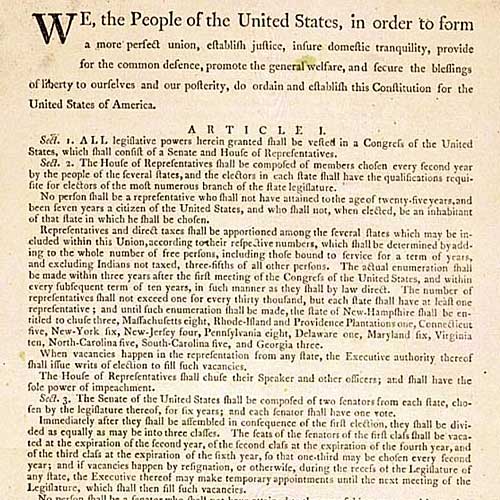 WE, the People of the United States, in order to form
a more perfect union, eſtabliſh juſtice, inſure domeſtic tranquility, provide
for the common defence, promote the general welfare, and ſecure the bleſſings
of liberty to ourſelves and our poſterity, do ordain and eſtabliſh this Conſtitution for the
United States of America.
ARTICLE I.
Sect. 1. ALL legiſlative powers herein granted ſhall be veſted in a Congreſs of the United
States, which ſhall conſiſt of a Senate and Houſe of Repreſentatives.
Sect. 2. The Houſe of Repreſentatives ſhall be compoſed of members choſen every ſecond year
by the people of the ſeveral ſtates, and the electors in each ſtate ſhall have the qualifications requi-
ſite for electors of the moſt numerous branch of the ſtate legiſlature.
No perſon ſhall be a repreſentative who ſhall not have attained to the age of twenty-five years, and
been ſeven years a citizen of the United States, and who ſhall not, when elected, be an inhabitant
of that ſtate in which he ſhall be choſen.
Repreſentatives and direct taxes ſhall be apportioned among the ſeveral ſtates which may be in-
cluded within this Union, according to their reſpective numbers, which ſhall be determined by add-
ing to the whole number of free perſons, including thoſe bound to ſervice for a term of years,
and excluding Indians not taxed, three-fifths of all other perſons. The actual enumeration ſhall
be made within three years after the firſt meeting of the Congreſs of the United States, and within
every ſubſequent term of ten years, in ſuch manner as they ſhall by law direct. The number of
repreſentatives ſhall not exceed one for every thirty thouſand, but each ſtate ſhall have at leaſt one
repreſentative; and until ſuch enumeration ſhall be made, the ſtate of New-Hampſhire ſhall be en-
titled to chuſe three, Maſſachuſetts eight, Rhode-Iſland and Providence Plantations one, Connecticut
five, New-York ſix, New-Jerſey four, Pennſylvania eight, Delaware one, Maryland ſix, Virginia
ten, North-Carolina five, South-Carolina five, and Georgia three.
When vacancies happen in the repreſentation from any ſtate, the Executive authority thereof
ſhall iſſue writs of election to fill ſuch vacancies.
The Houſe of Repreſentatives ſhall chuſe their Speaker and other officers; and ſhall have the
ſole power of impeachment.
Sect. 3. The Senate of the United States ſhall be compoſed of two ſenators from each ſtate, cho-
ſen by the legiſlature thereof, for ſix years; and each ſenator ſhall have one vote.
Immediately after they ſhall be aſſembled in conſequence of the firſt election, they ſhall be divi-
ded as equally as may be into three claſſes. The ſeats of the ſenators of the firſt claſs ſhall be vaca-
ted at the expiration of the ſecond year, of the ſecond claſs at the expiration of the fourth year, and
of the third claſs at the expiration of the ſixth year, ſo that one-third may be choſen every ſecond
year; and if vacancies happen by reſignation, or otherwiſe, during the receſs of the Legiſlature of
any ſtate, the Executive thereof may make temporary appointments until the next meeting of the
Legiſlature, which ſhall then fill ſuch vacancies.
No perſon ſhall be a ſenator who ſhall not have